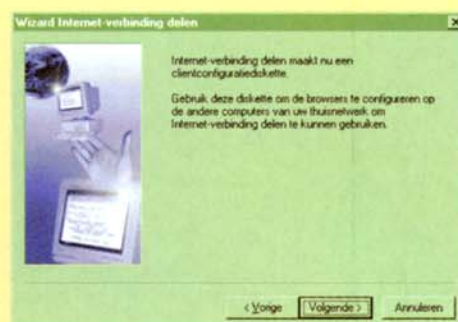 Wizard Internet-verbinding delen
Internet-verbinding delen maakt nu een
clientconfiguratiediskette.
Gebruik deze diskette om de browsers te configureren op
de andere computers van uw thuisnetwerk om
Internet-verbinding delen te kunnen gebruiken.
< Vorige Volgende > Annuleren